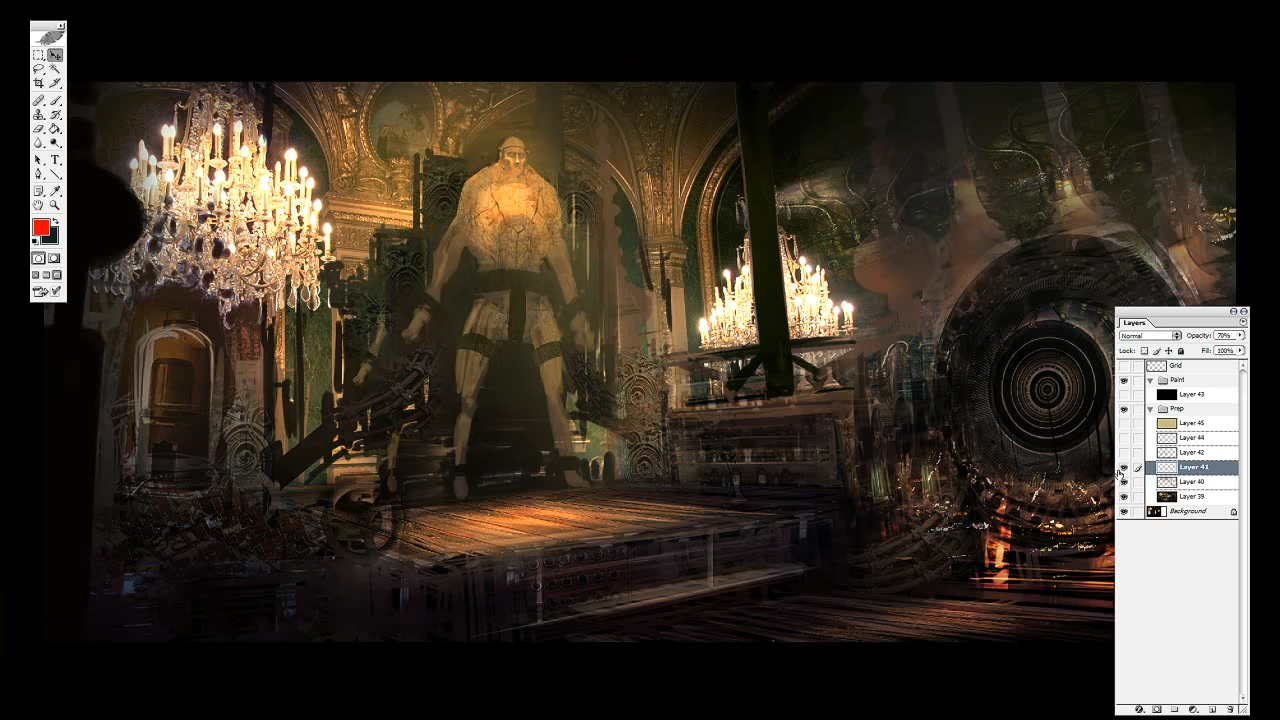 Layers
Normal Opacity: 70%
Lock: Fill: 100%
Grid
Paint
Layer 43
Prep
Layer 45
Layer 44
Layer 42
Layer 41
Layer 40
Layer 39
Background